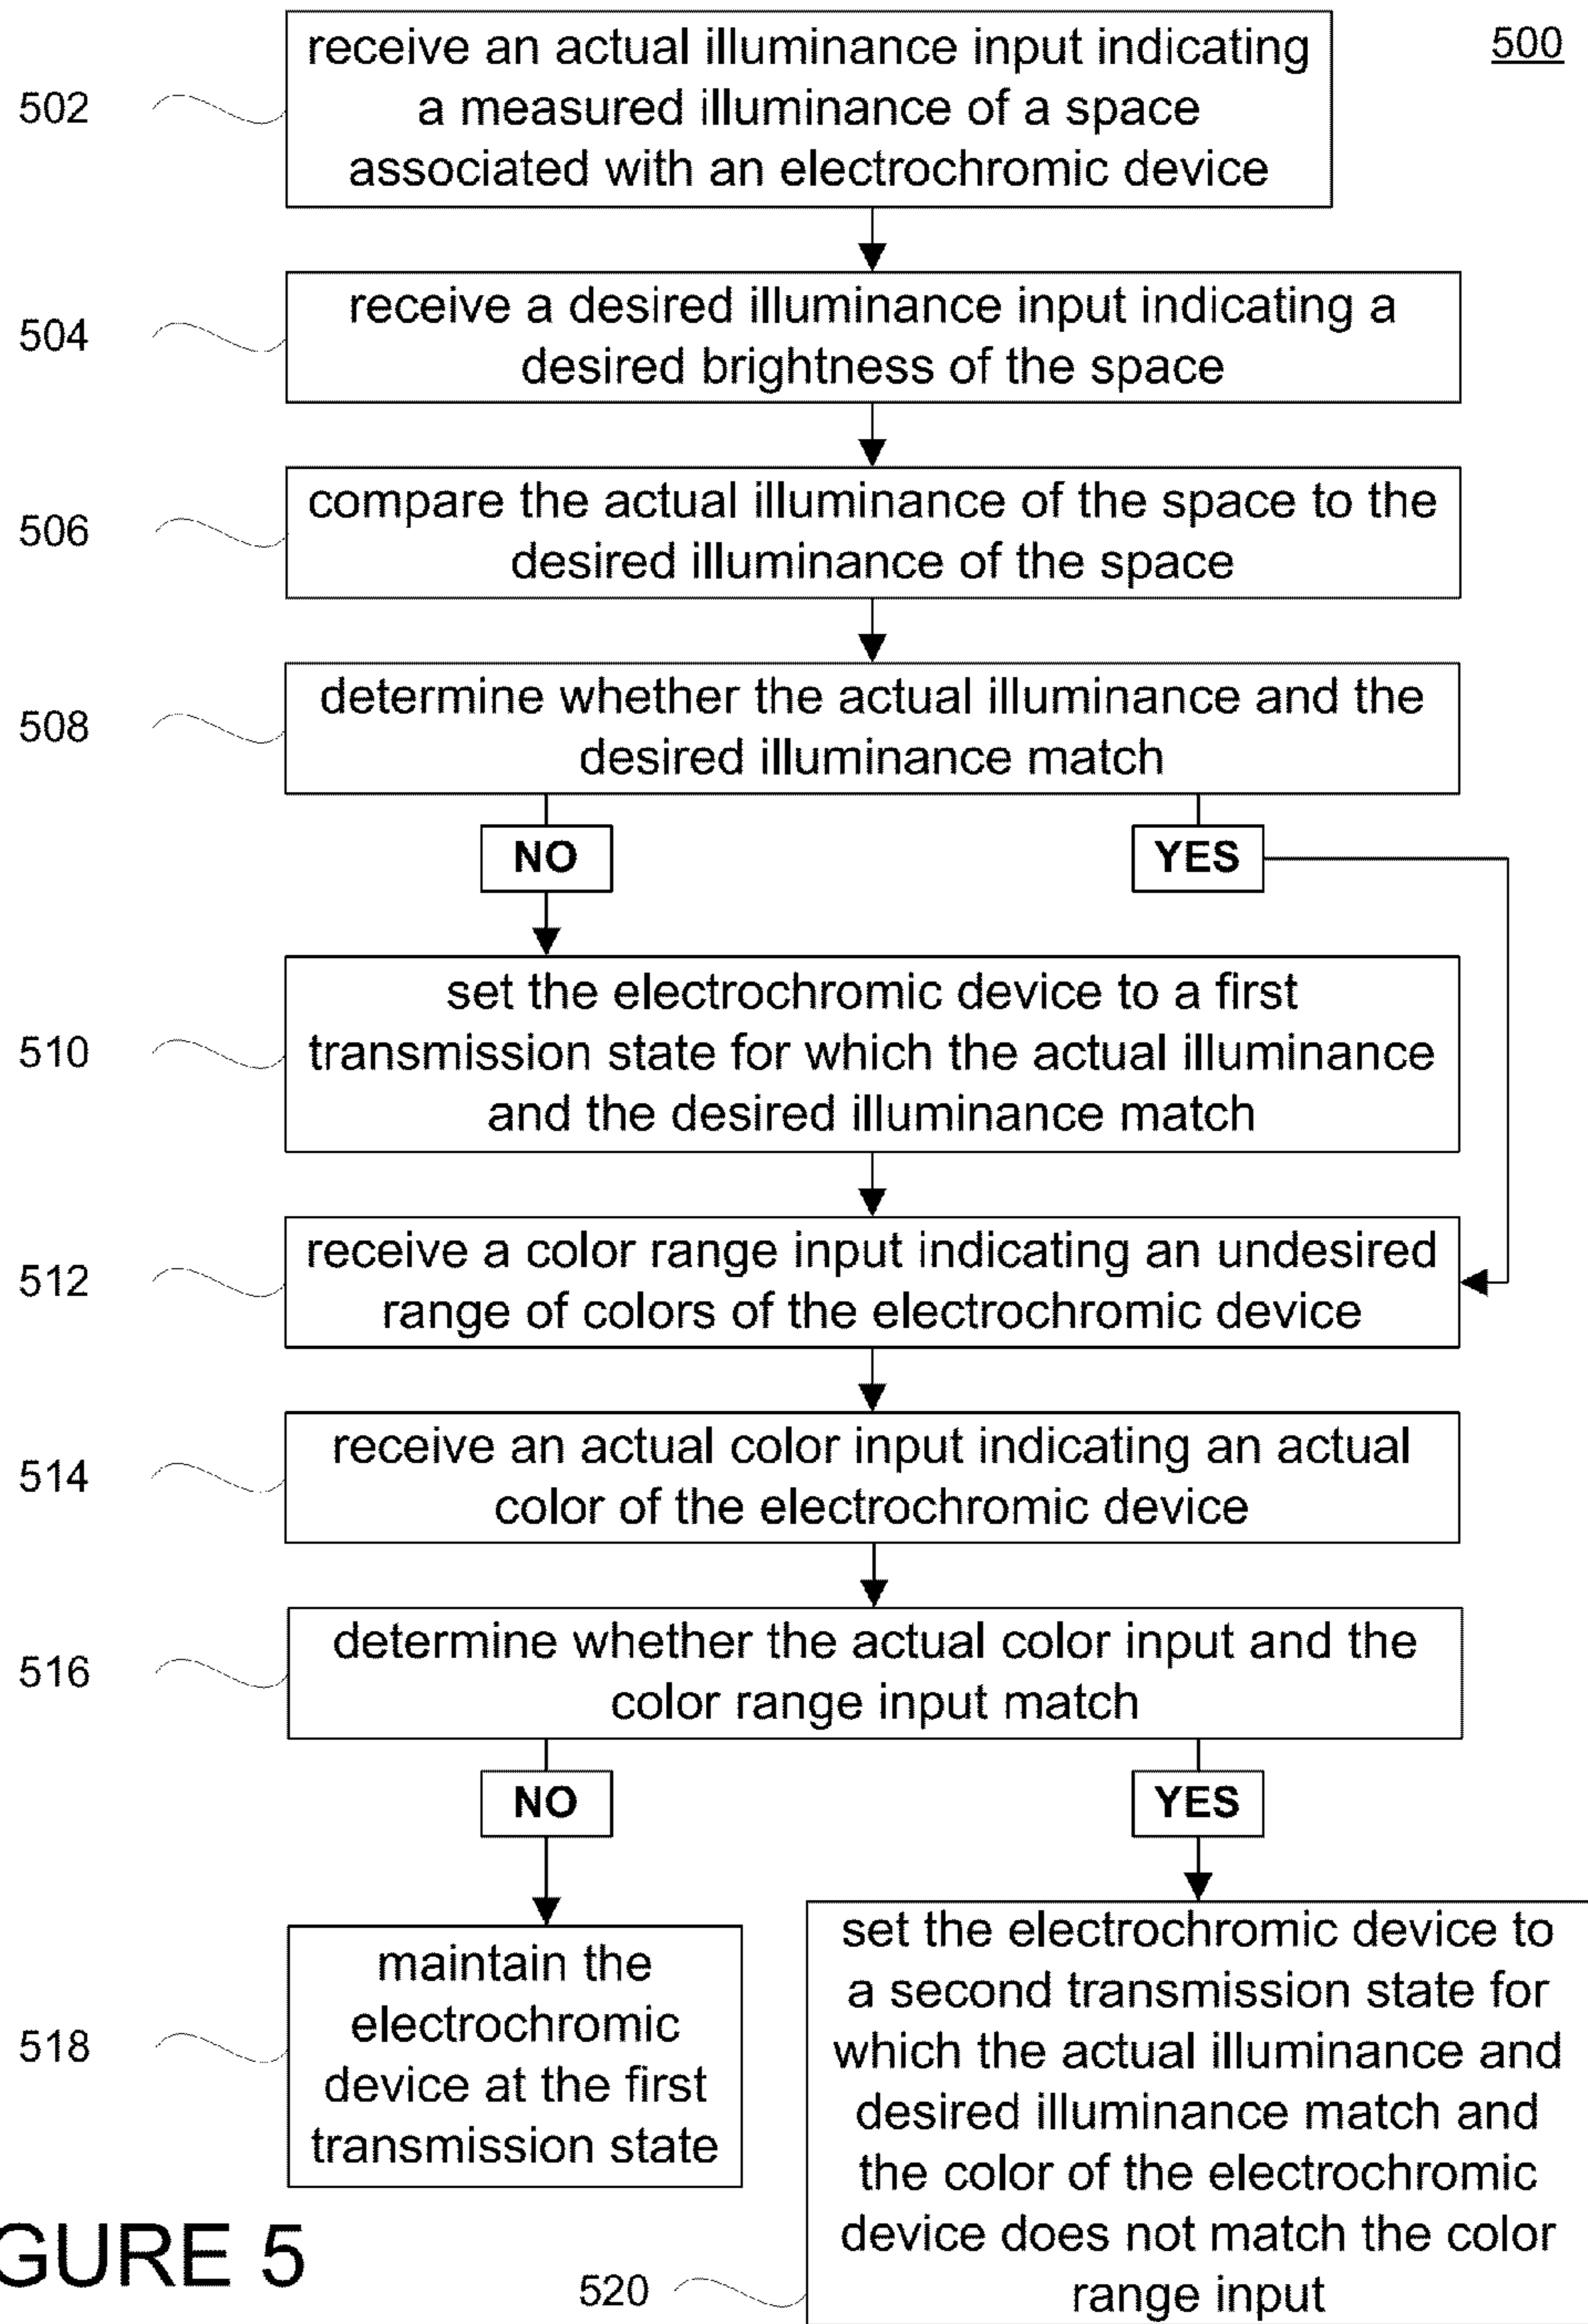 500
502
receive an actual illuminance input indicating
a measured illuminance of a space
associated with an electrochromic device
504
receive a desired illuminance input indicating a
desired brightness of the space
506
compare the actual illuminance of the space to the
desired illuminance of the space
508
determine whether the actual illuminance and the
desired illuminance match
NO
YES
510
set the electrochromic device to a first
transmission state for which the actual illuminance
and the desired illuminance match
512
receive a color range input indicating an undesired
range of colors of the electrochromic device
514
receive an actual color input indicating an actual
color of the electrochromic device
516
determine whether the actual color input and the
color range input match
NO
YES
518
maintain the
electrochromic
device at the first
transmission state
520
set the electrochromic device to
a second transmission state for
which the actual illuminance and
desired illuminance match and
the color of the electrochromic
device does not match the color
range input
GURE 5